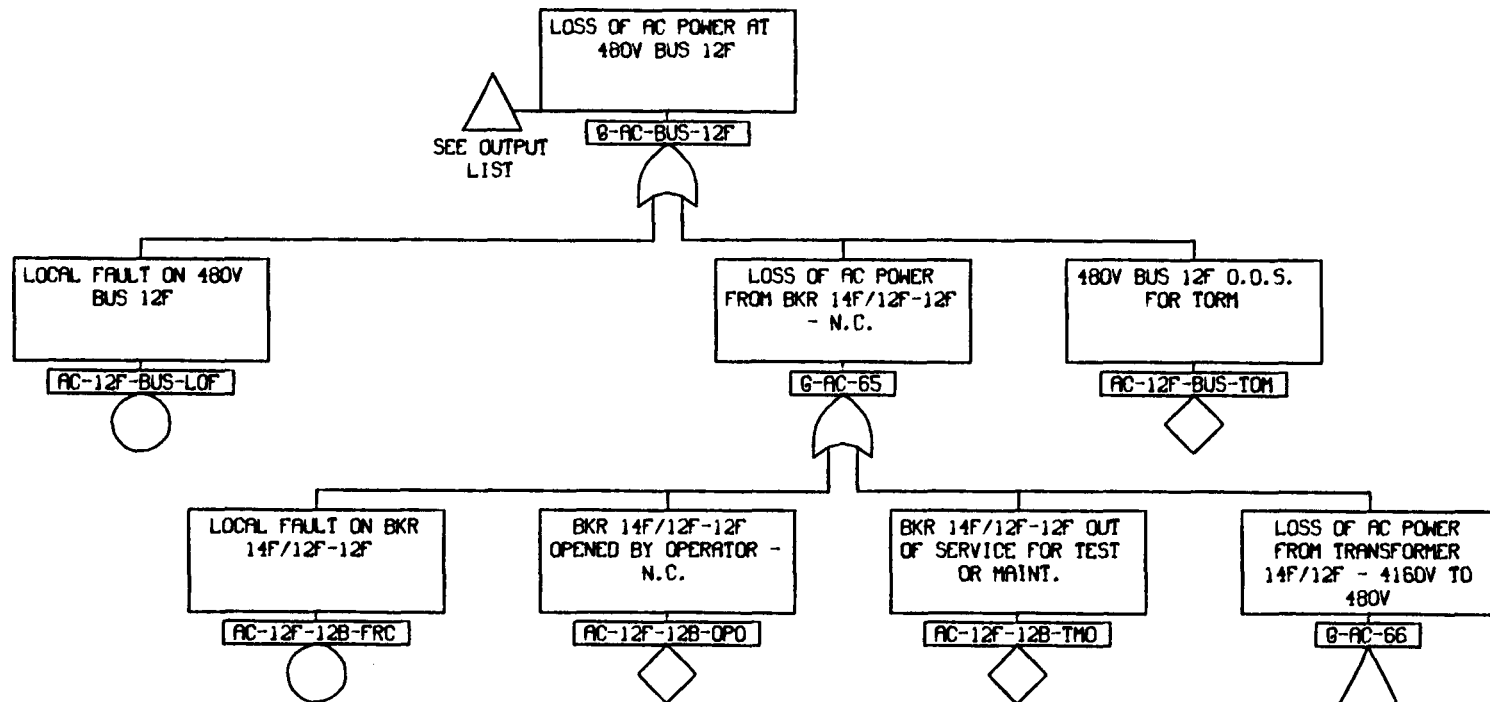 LOSS OF AC POWER AT
480V BUS 12F
G-AC-BUS-12F
SEE OUTPUT
LIST
LOCAL FAULT ON 480V
BUS 12F
AC-12F-BUS-LOF
LOSS OF AC POWER
FROM BKR 14F/12F-12F
- N.C.
G-AC-65
480V BUS 12F O.O.S.
FOR TORM
AC-12F-BUS-TOM
LOCAL FAULT ON BKR
14F/12F-12F
AC-12F-12B-FRC
BKR 14F/12F-12F
OPENED BY OPERATOR -
N.C.
AC-12F-12B-OPO
BKR 14F/12F-12F OUT
OF SERVICE FOR TEST
OR MAINT.
AC-12F-12B-TMO
LOSS OF AC POWER
FROM TRANSFORMER
14F/12F - 4160V TO
480V
G-AC-66